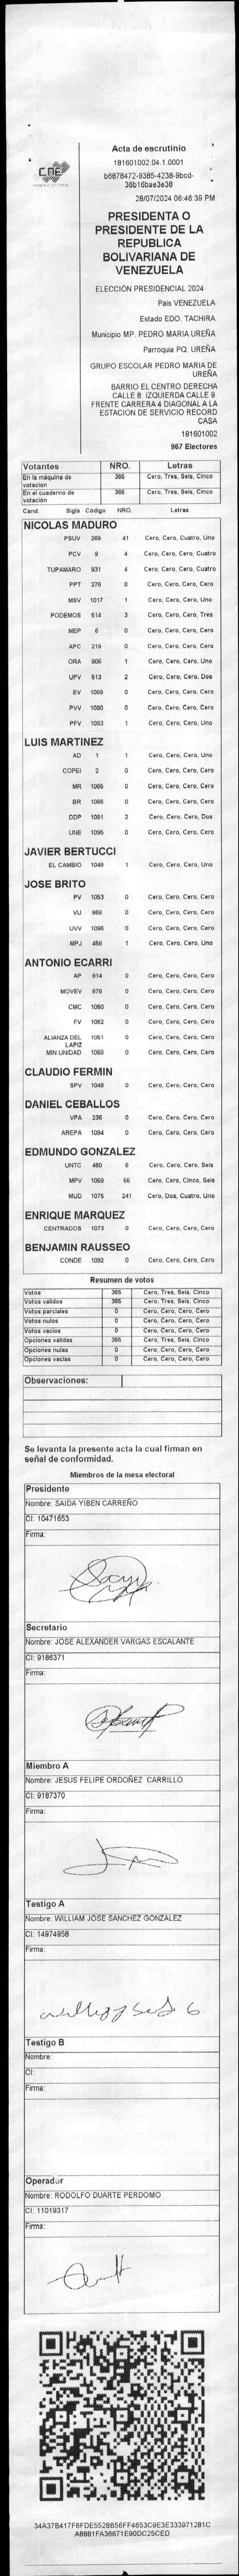 CNE
Acta de escrutinio
181601002.04.1.0001
b6878472-9385-4238-9bcd-
36b16bae3e38
28/07/2024 06:46:39 PM
PRESIDENTA O
PRESIDENTE DE LA
REPUBLICA
BOLIVARIANA DE
VENEZUELA
ELECCIÓN PRESIDENCIAL 2024
Pais VENEZUELA
Estado EDO. TACHIRA
Municipio MP. PEDRO MARIA UREÑA
Parroquia PQ. UREÑA
GRUPO ESCOLAR PEDRO MARIA DE
UREÑA
BARRIO EL CENTRO DERECHA
CALLE 8. IZQUIERDA CALLE 9.
FRENTE CARRERA 4 DIAGONAL A LA
ESTACION DE SERVICIO RECORD
CASA
181601002
967 Electores
Votantes NRO. Letras
En la máquina de votación 365 Cero, Tres, Seis, Cinco
En el cuaderno de votación 365 Cero, Tres, Seis, Cinco
Cand. Sigla Código NRO. Letras
NICOLAS MADURO
PSUV 269 41 Cero, Cero, Cuatro, Uno
PCV 9 4 Cero, Cero, Cero, Cuatro
TUPAMARO 931 4 Cero, Cero, Cero, Cuatro
PPT 276 0 Cero, Cero, Cero, Cero
MSV 1017 1 Cero, Cero, Cero, Uno
PODEMOS 514 3 Cero, Cero, Cero, Tres
MEP 6 0 Cero, Cero, Cero, Cero
APC 219 0 Cero, Cero, Cero, Cero
ORA 906 1 Cero, Cero, Cero, Uno
UPV 513 2 Cero, Cero, Cero, Dos
EV 1089 0 Cero, Cero, Cero, Cero
PVV 1090 0 Cero, Cero, Cero, Cero
PFV 1093 1 Cero, Cero, Cero, Uno
LUIS MARTINEZ
AD 1 1 Cero, Cero, Cero, Uno
COPEI 2 0 Cero, Cero, Cero, Cero
MR 1065 0 Cero, Cero, Cero, Cero
BR 1066 0 Cero, Cero, Cero, Cero
DDP 1091 2 Cero, Cero, Cero, Dos
UNE 1095 0 Cero, Cero, Cero, Cero
JAVIER BERTUCCI
EL CAMBIO 1048 1 Cero, Cero, Cero, Uno
JOSE BRITO
PV 1053 0 Cero, Cero, Cero, Cero
VU 868 0 Cero, Cero, Cero, Cero
UVV 1096 0 Cero, Cero, Cero, Cero
MPJ 459 1 Cero, Cero, Cero, Uno
ANTONIO ECARRI
AP 814 0 Cero, Cero, Cero, Cero
MOVEV 878 0 Cero, Cero, Cero, Cero
CMC 1050 0 Cero, Cero, Cero, Cero
FV 1062 0 Cero, Cero, Cero, Cero
ALIANZA DEL LÁPIZ 1051 0 Cero, Cero, Cero, Cero
MIN UNIDAD 1069 0 Cero, Cero, Cero, Cero
CLAUDIO FERMIN
SPV 1049 0 Cero, Cero, Cero, Cero
DANIEL CEBALLOS
VPA 236 0 Cero, Cero, Cero, Cero
AREPA 1094 0 Cero, Cero, Cero, Cero
EDMUNDO GONZALEZ
UNTC 480 6 Cero, Cero, Cero, Seis
MPV 1069 56 Cero, Cero, Cinco, Seis
MUD 1075 241 Cero, Dos, Cuatro, Uno
ENRIQUE MARQUEZ
CENTRADOS 1073 0 Cero, Cero, Cero, Cero
BENJAMIN RAUSSEO
CONDE 1092 0 Cero, Cero, Cero, Cero
Resumen de votos
Votos 365 Cero, Tres, Seis, Cinco
Votos validos 365 Cero, Tres, Seis, Cinco
Votos parciales 0 Cero, Cero, Cero, Cero
Votos nulos 0 Cero, Cero, Cero, Cero
Votos vacios 0 Cero, Cero, Cero, Cero
Opciones válidas 365 Cero, Tres, Seis, Cinco
Opciones nulas 0 Cero, Cero, Cero, Cero
Opciones vacias 0 Cero, Cero, Cero, Cero
Observaciones:
Se levanta la presente acta la cual firman en
señal de conformidad.
Miembros de la mesa electoral
Presidente
Nombre: SAIDA YIBEN CARREÑO
CI: 10471653
Firma:
Secretario
Nombre: JOSE ALEXANDER VARGAS ESCALANTE
CI: 9186371
Firma:
Miembro A
Nombre: JESUS FELIPE ORDOÑEZ CARRILLO
CI: 9187370
Firma:
Testigo A
Nombre: WILLIAM JOSE SANCHEZ GONZALEZ
CI: 14974958
Firma:
Testigo B
Nombre:
CI:
Firma:
Operador
Nombre: RODOLFO DUARTE PERDOMO
CI: 11019317
Firma:
34A37B417F6FDE5528B56FF4653C9E3E333971281C
A8BB1FA36671E90DC25CED